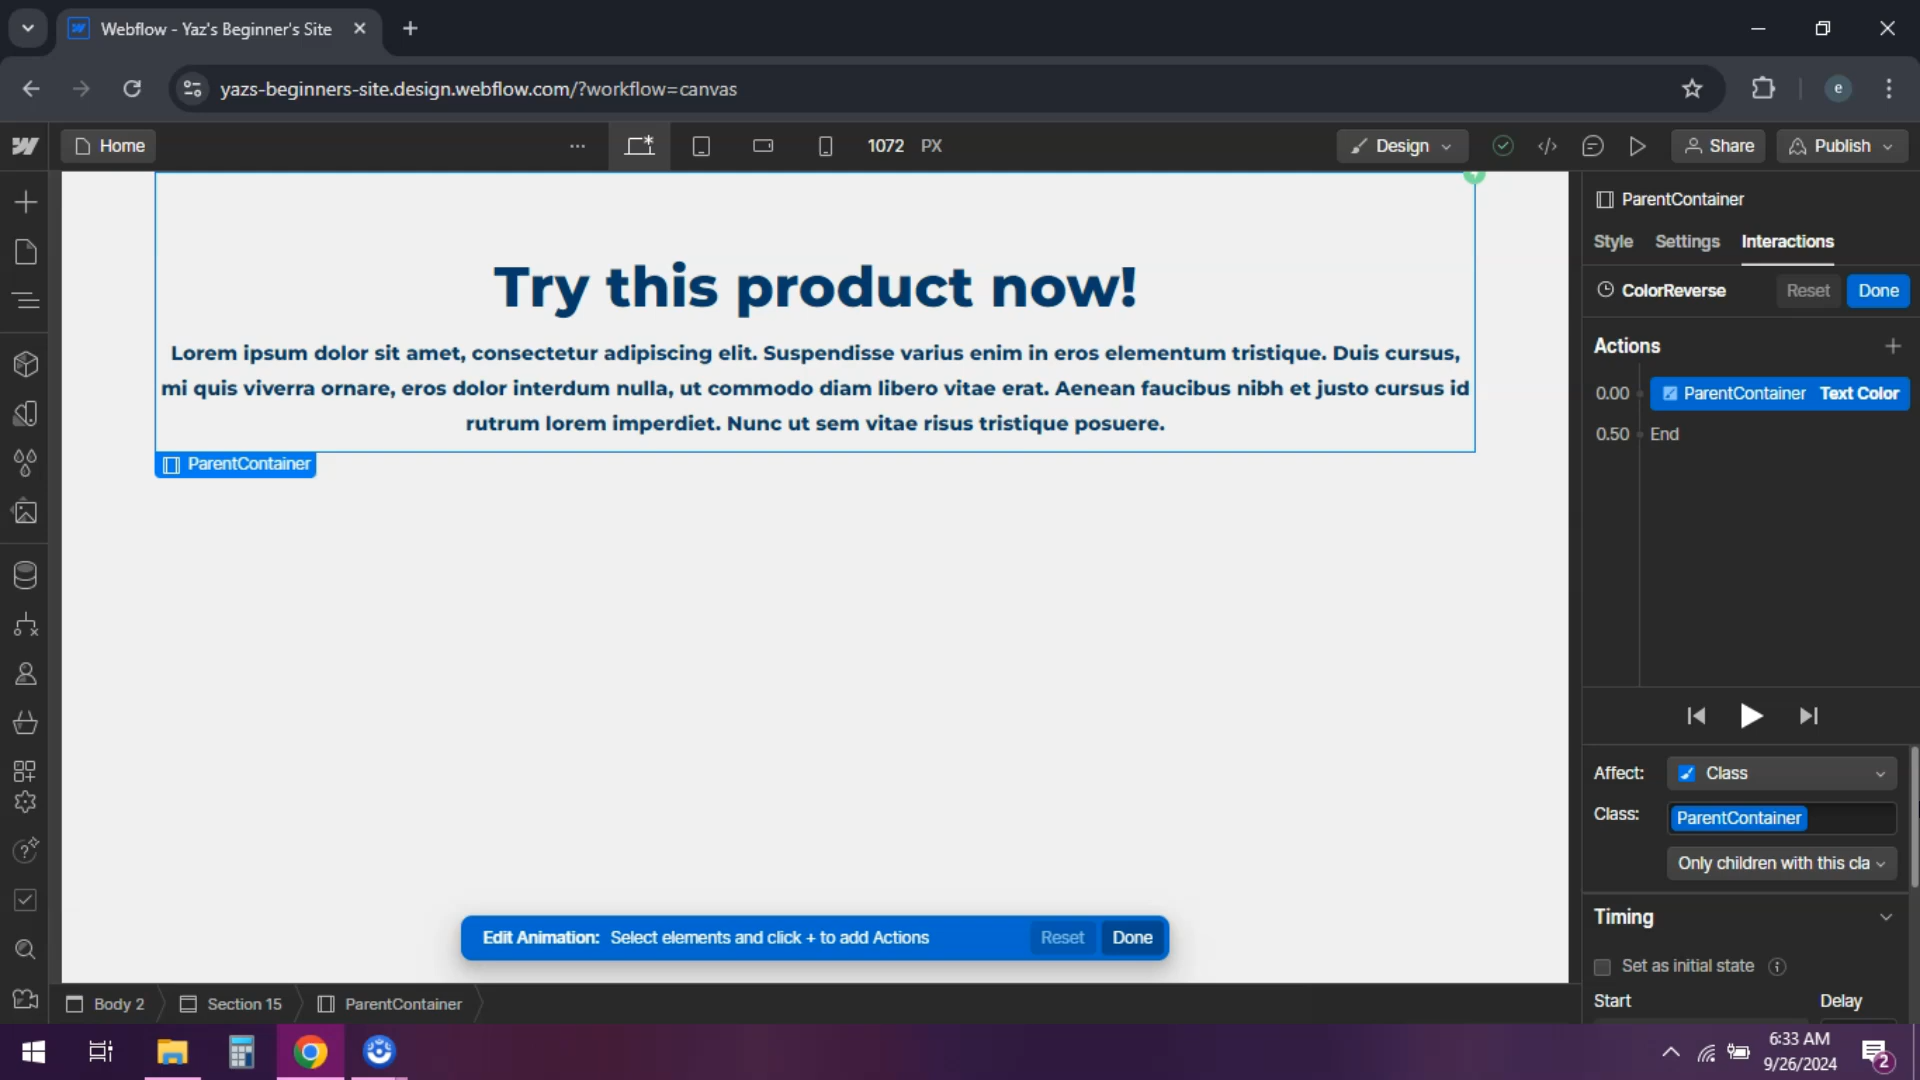 Webflow - Yaz's Beginner's Site
yazs-beginners-site.design.webflow.com/?workflow=canvas
e
Home
1072 PX
Design
Share
Publish
ParentContainer
Style Settings Interactions
ColorReverse Reset Done
Actions
0.00 ParentContainer Text Color
0.50 End
Try this product now!
Lorem ipsum dolor sit amet, consectetur adipiscing elit. Suspendisse varius enim in eros elementum tristique. Duis cursus,
mi quis viverra ornare, eros dolor interdum nulla, ut commodo diam libero vitae erat. Aenean faucibus nibh et justo cursus id
rutrum lorem imperdiet. Nunc ut sem vitae risus tristique posuere.
ParentContainer
Affect: Class
Class: ParentContainer
Only children with this cla
Timing
Set as initial state
Start Delay
Edit Animation: Select elements and click + to add Actions Reset Done
Body 2 Section 15 ParentContainer
6:33 AM
9/26/2024
2